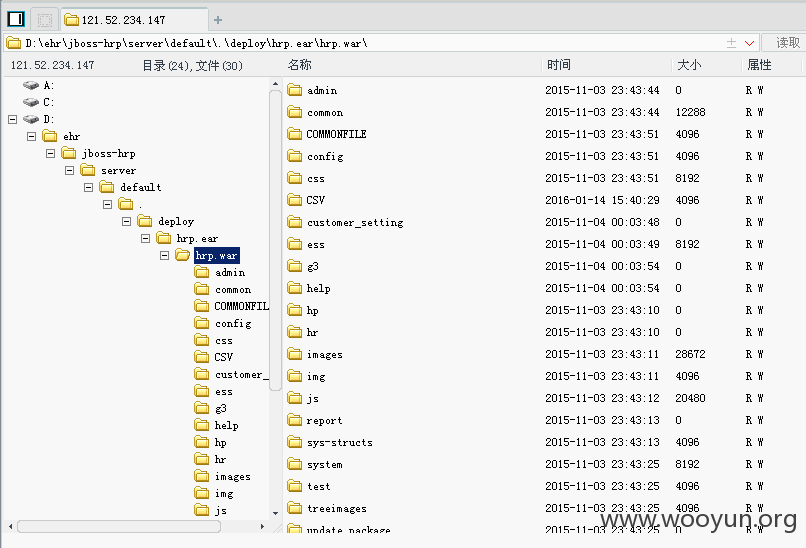 121.52.234.147
D:\ehr\jboss-hrp\server\default\.\deploy\hrp.ear\hrp.war\ 读取
121.52.234.147 目录(24),文件(30) 名称 时间 大小 属性
A:
C:
D:
ehr
jboss-hrp
server
default
.
deploy
hrp.ear
hrp.war
admin
common
COMMONFIL
config
css
CSV
customer_
ess
g3
help
hp
hr
images
img
js
admin 2015-11-03 23:43:44 0 R W
common 2015-11-03 23:43:44 12288 R W
COMMONFILE 2015-11-03 23:43:51 4096 R W
config 2015-11-03 23:43:51 4096 R W
css 2015-11-03 23:43:51 8192 R W
CSV 2016-01-14 15:40:29 4096 R W
customer_setting 2015-11-04 00:03:48 0 R W
ess 2015-11-04 00:03:49 8192 R W
g3 2015-11-04 00:03:54 0 R W
help 2015-11-04 00:03:54 0 R W
hp 2015-11-03 23:43:10 0 R W
hr 2015-11-03 23:43:10 0 R W
images 2015-11-03 23:43:11 28672 R W
img 2015-11-03 23:43:11 4096 R W
js 2015-11-03 23:43:12 20480 R W
report 2015-11-03 23:43:13 0 R W
sys-structs 2015-11-03 23:43:13 4096 R W
system 2015-11-03 23:43:25 8192 R W
test 2015-11-03 23:43:25 4096 R W
treeimages 2015-11-03 23:43:25 4096 R W
update_package
www.wooyun.org